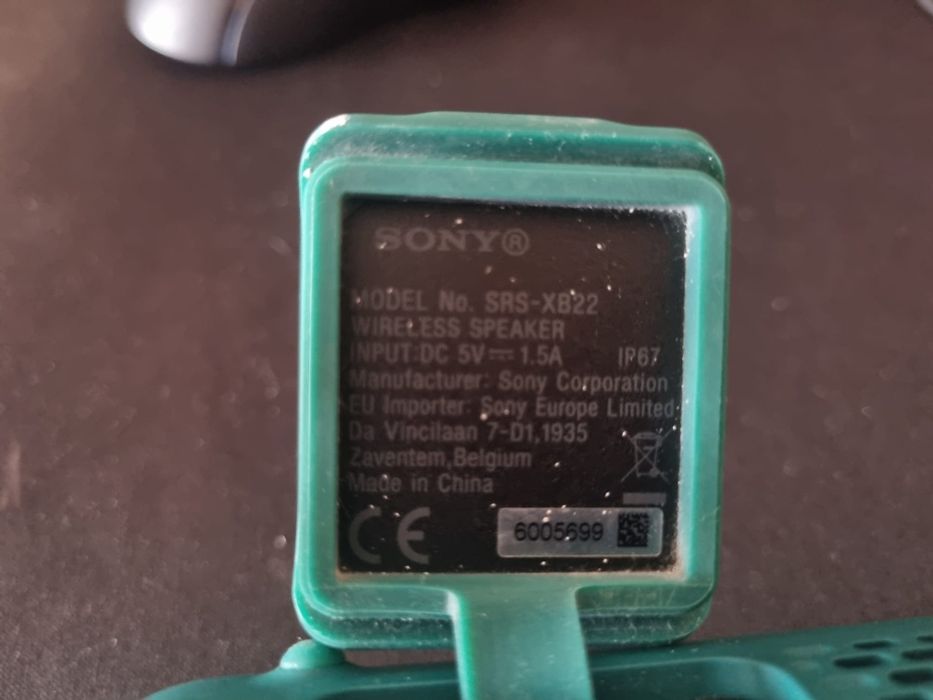 SONY®
MODEL No. SRS-XB22
WIRELESS SPEAKER
INPUT:DC 5V⎓1.5A IP67
Manufacturer: Sony Corporation
EU Importer: Sony Europe Limited
Da Vincilaan 7-D1,1935
Zaventem,Belgium
Made in China
CE 6005699